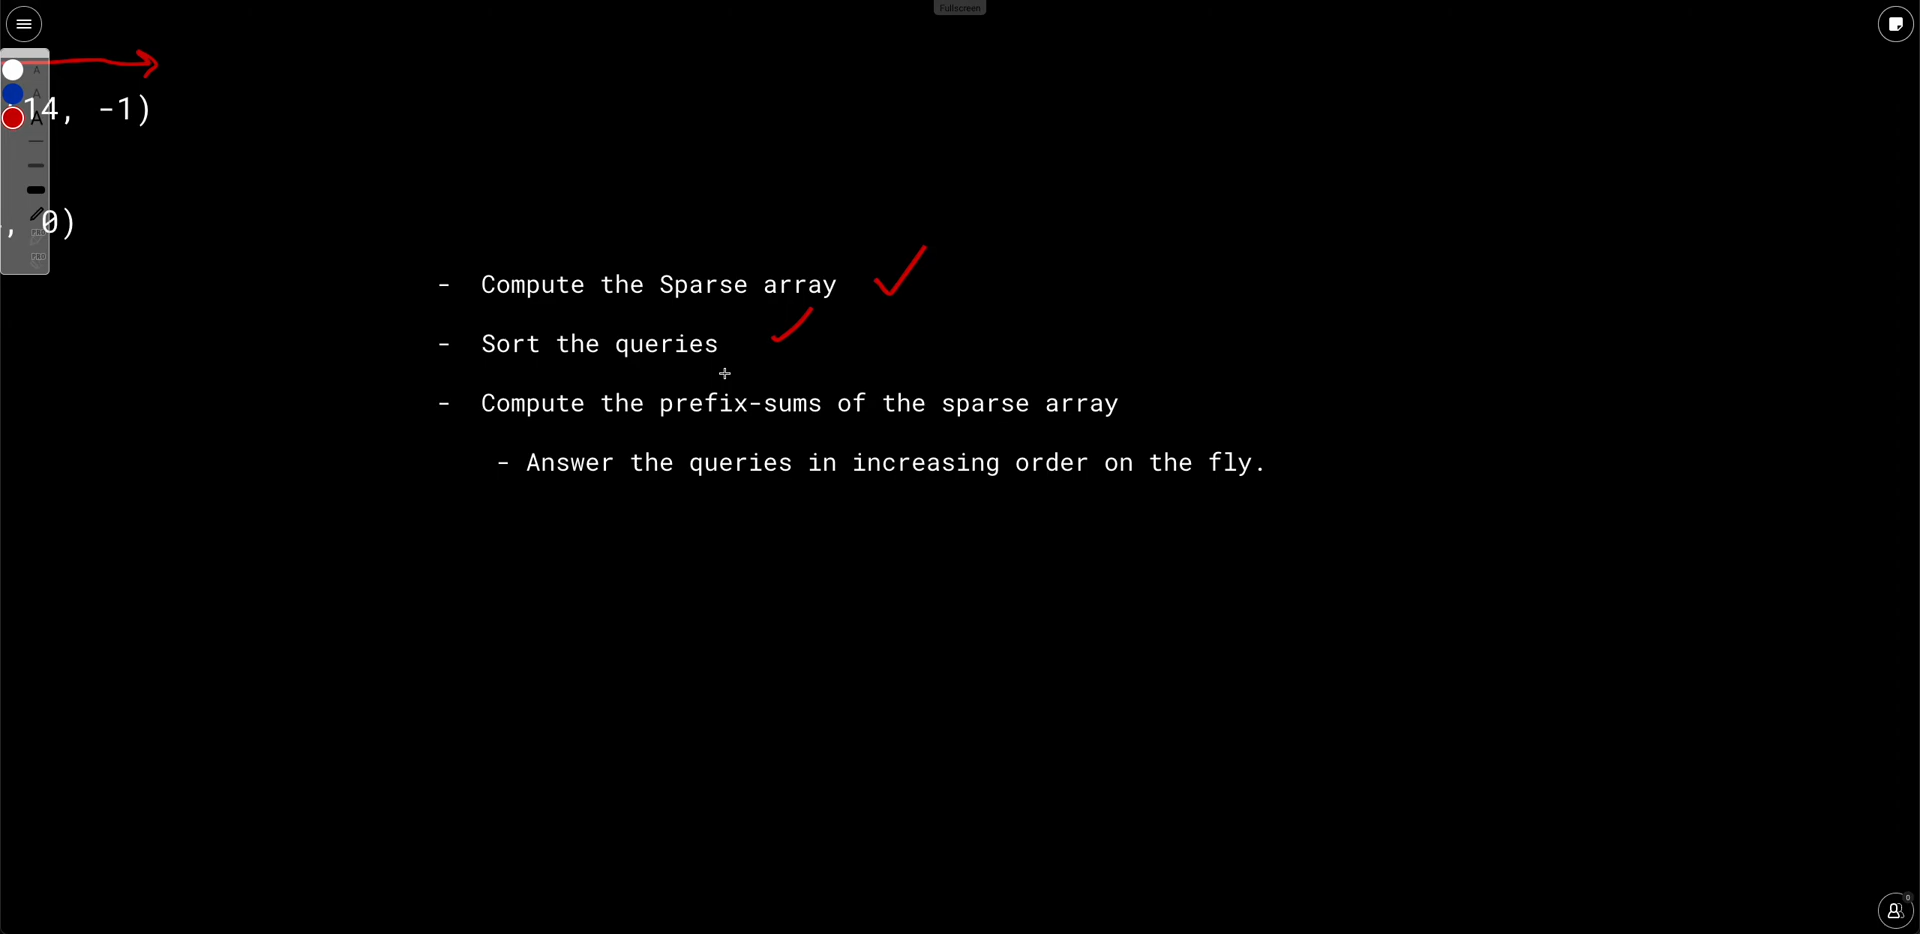 Fullscreen
14, -1)
, 0)
- Compute the Sparse array
- Sort the queries
- Compute the prefix-sums of the sparse array
- Answer the queries in increasing order on the fly.